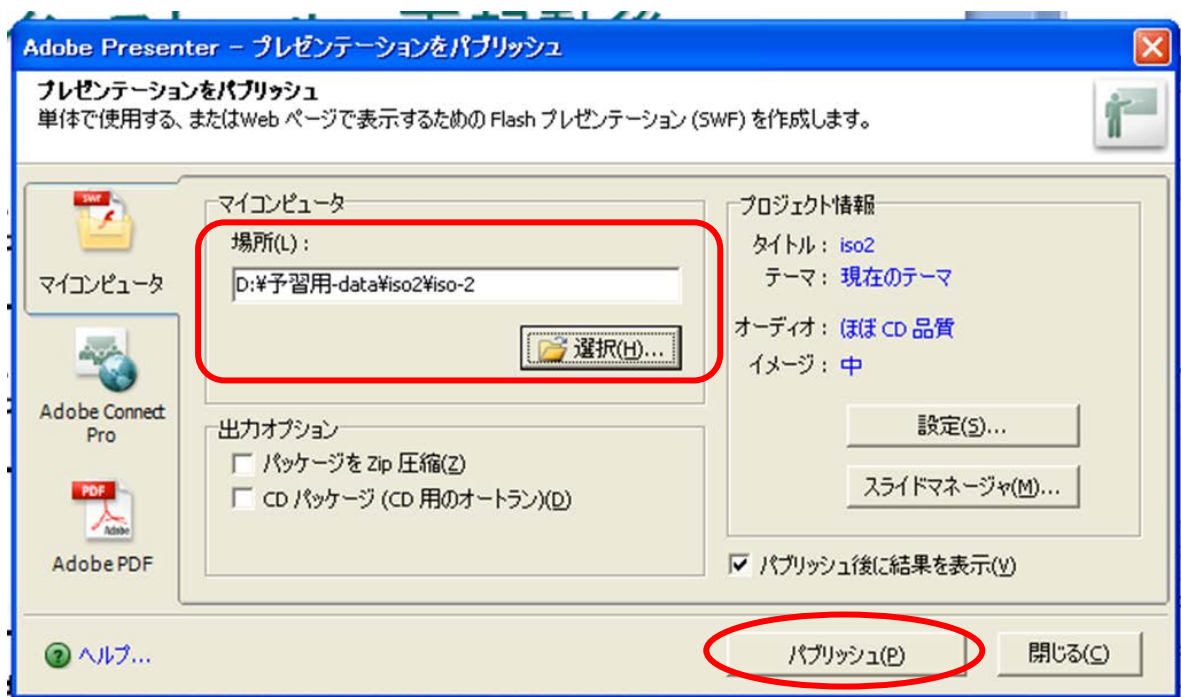 Adobe Presenter - プレゼンテーションをパブリッシュ
プレゼンテーションをパブリッシュ
単体で使用する、またはWeb ページで表示するための Flash プレゼンテーション (SWF) を作成します。
SWF
マイコンピュータ
Adobe Connect
Pro
PDF
Adobe
Adobe PDF
マイコンピュータ
場所(L):
D:¥予習用-data¥iso2¥iso-2
選択(H)...
出力オプション
パッケージを Zip 圧縮(Z)
CD パッケージ (CD 用のオートラン)(D)
プロジェクト情報
タイトル: iso2
テーマ: 現在のテーマ
オーディオ: ほぼ CD 品質
イメージ: 中
設定(S)...
スライドマネージャ(M)...
パブリッシュ後に結果を表示(V)
ヘルプ...
パブリッシュ(P)
閉じる(C)